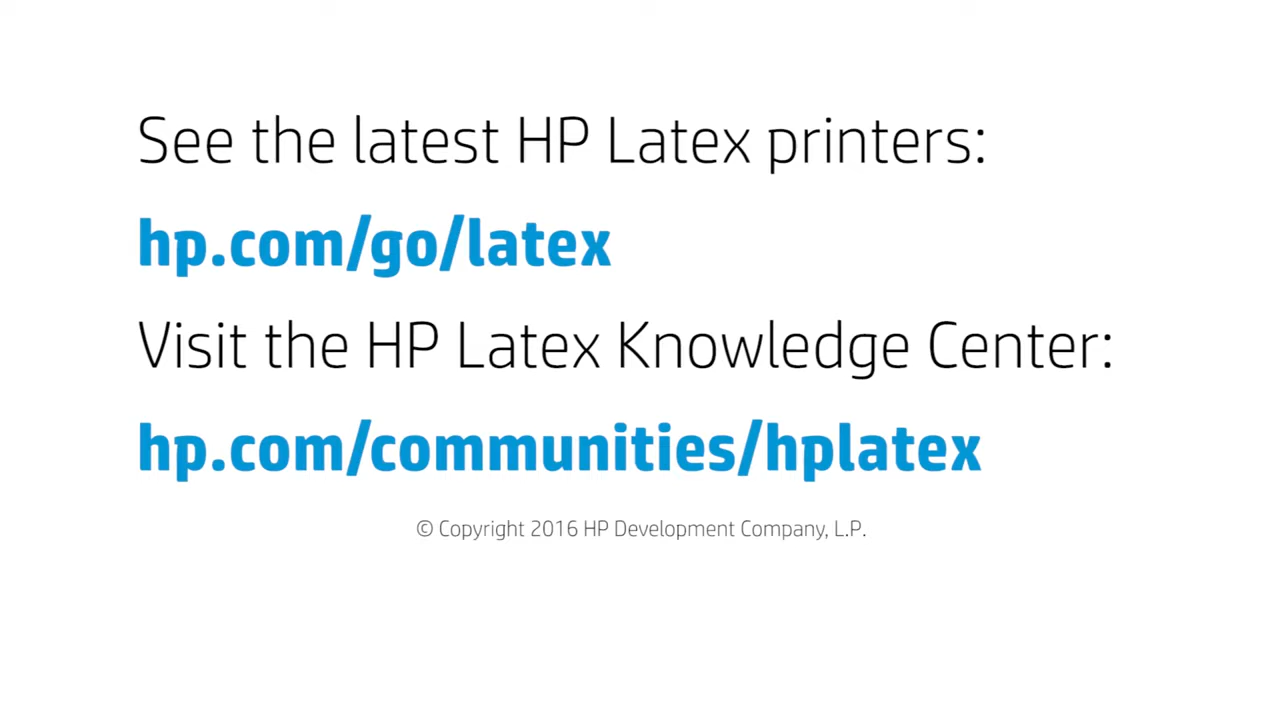 See the latest HP Latex printers:
hp.com/go/latex
Visit the HP Latex Knowledge Center:
hp.com/communities/hplatex
© Copyright 2016 HP Development Company, L.P.